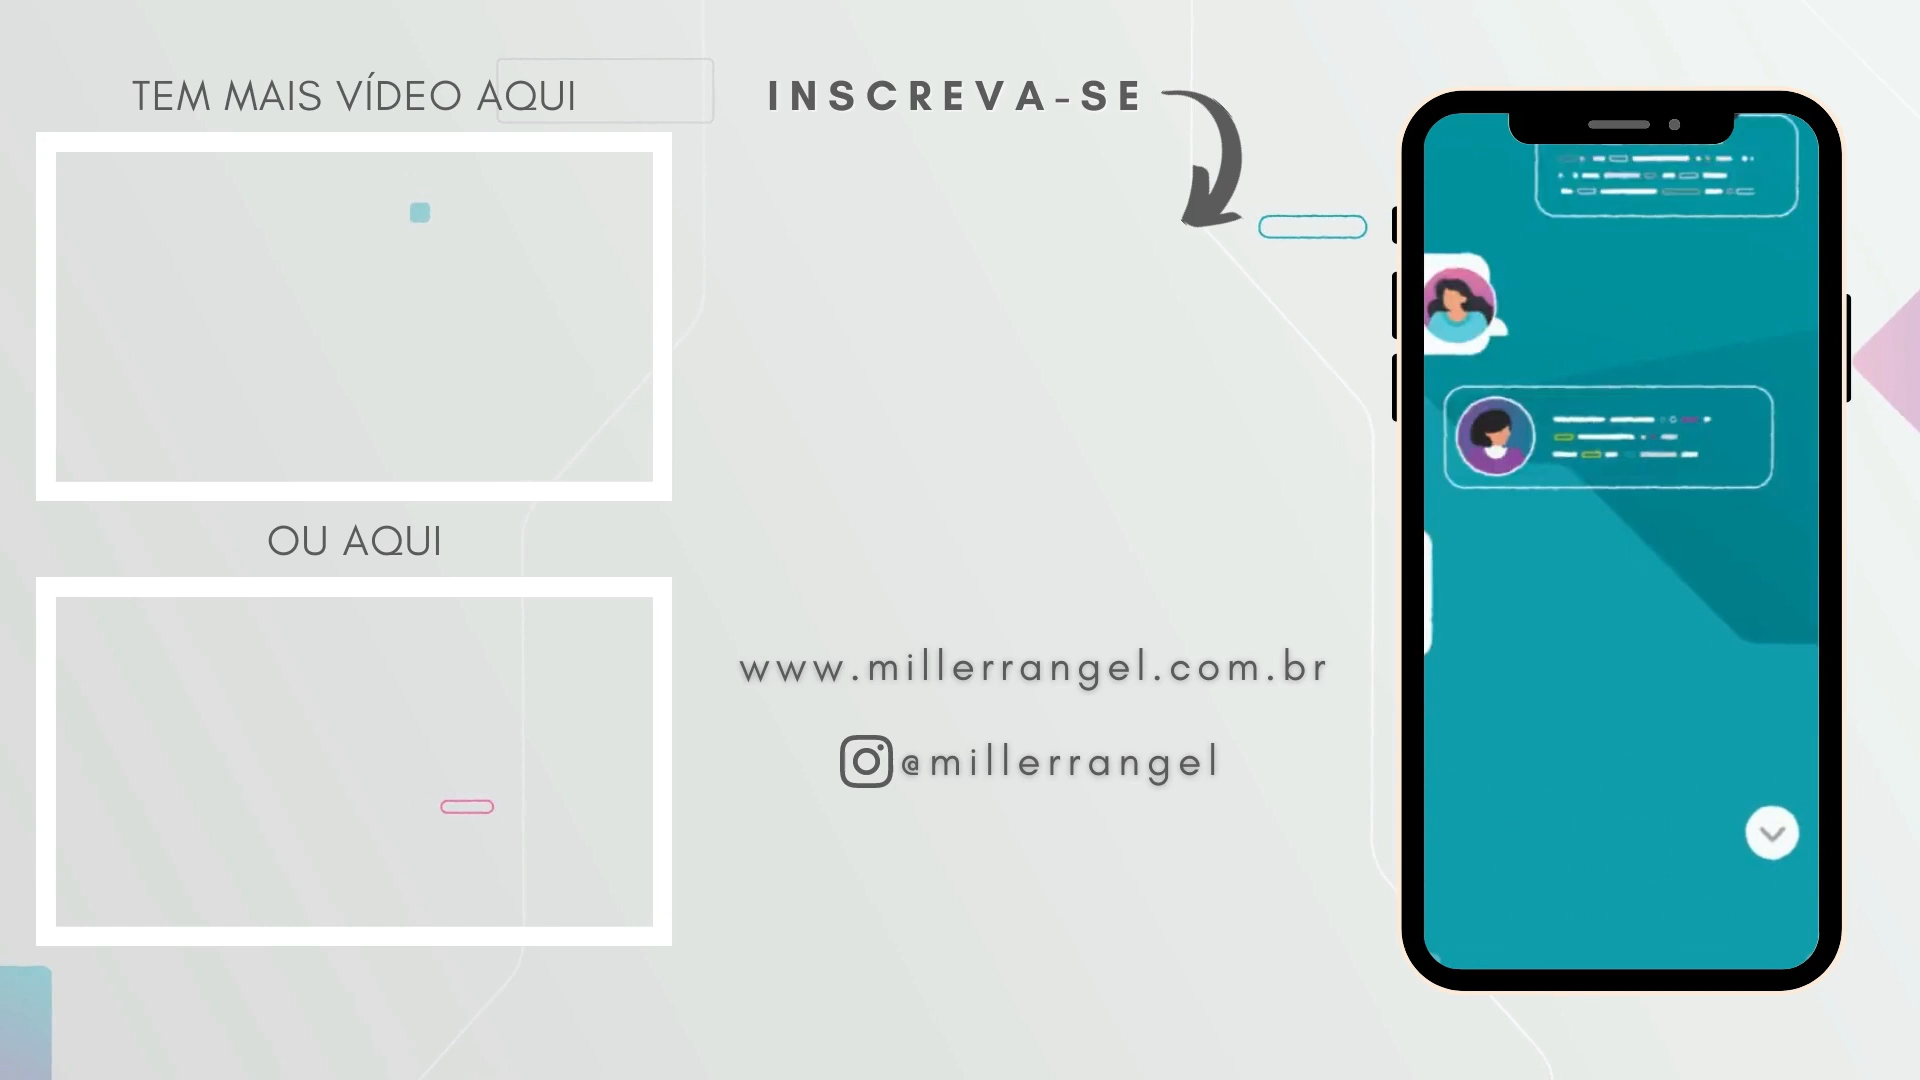 TEM MAIS VÍDEO AQUI
INSCREVA-SE
OU AQUI
www.millerrangel.com.br
@millerrangel